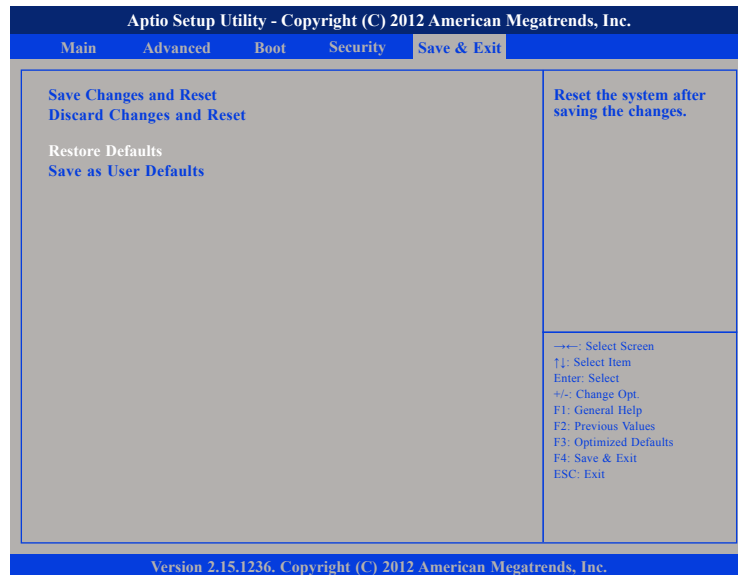 Aptio Setup Utility - Copyright (C) 2012 American Megatrends, Inc.
Main Advanced Boot Security Save & Exit
Save Changes and Reset
Discard Changes and Reset
Restore Defaults
Save as User Defaults
Reset the system after
saving the changes.
→←: Select Screen
↑↓: Select Item
Enter: Select
+/-: Change Opt.
F1: General Help
F2: Previous Values
F3: Optimized Defaults
F4: Save & Exit
ESC: Exit
Version 2.15.1236. Copyright (C) 2012 American Megatrends, Inc.